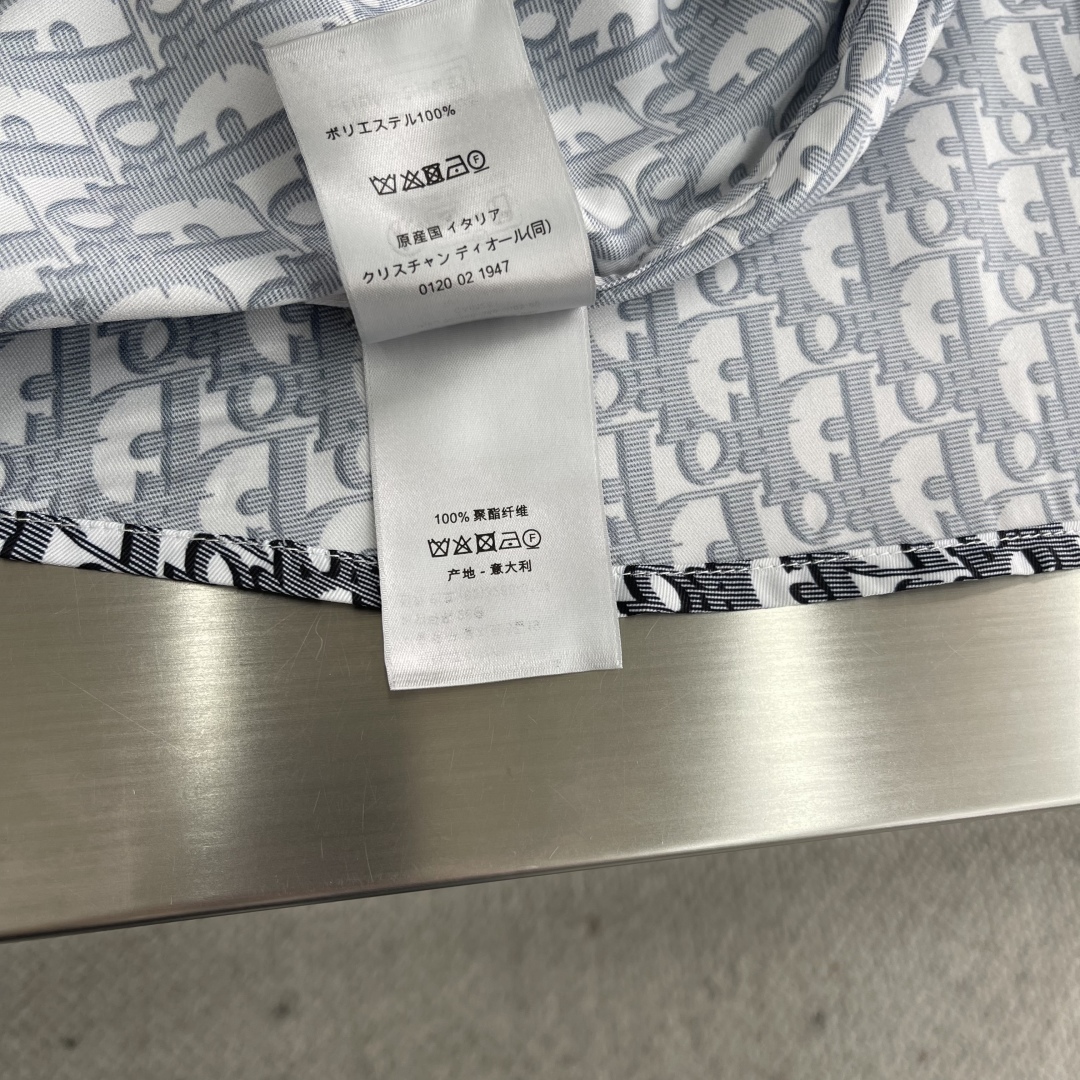 ポリエステル100%
F
原産国 イタリア
クリスチャン ディオール(同)
0120 02 1947
100% 聚酯纤维
F
产地 - 意大利